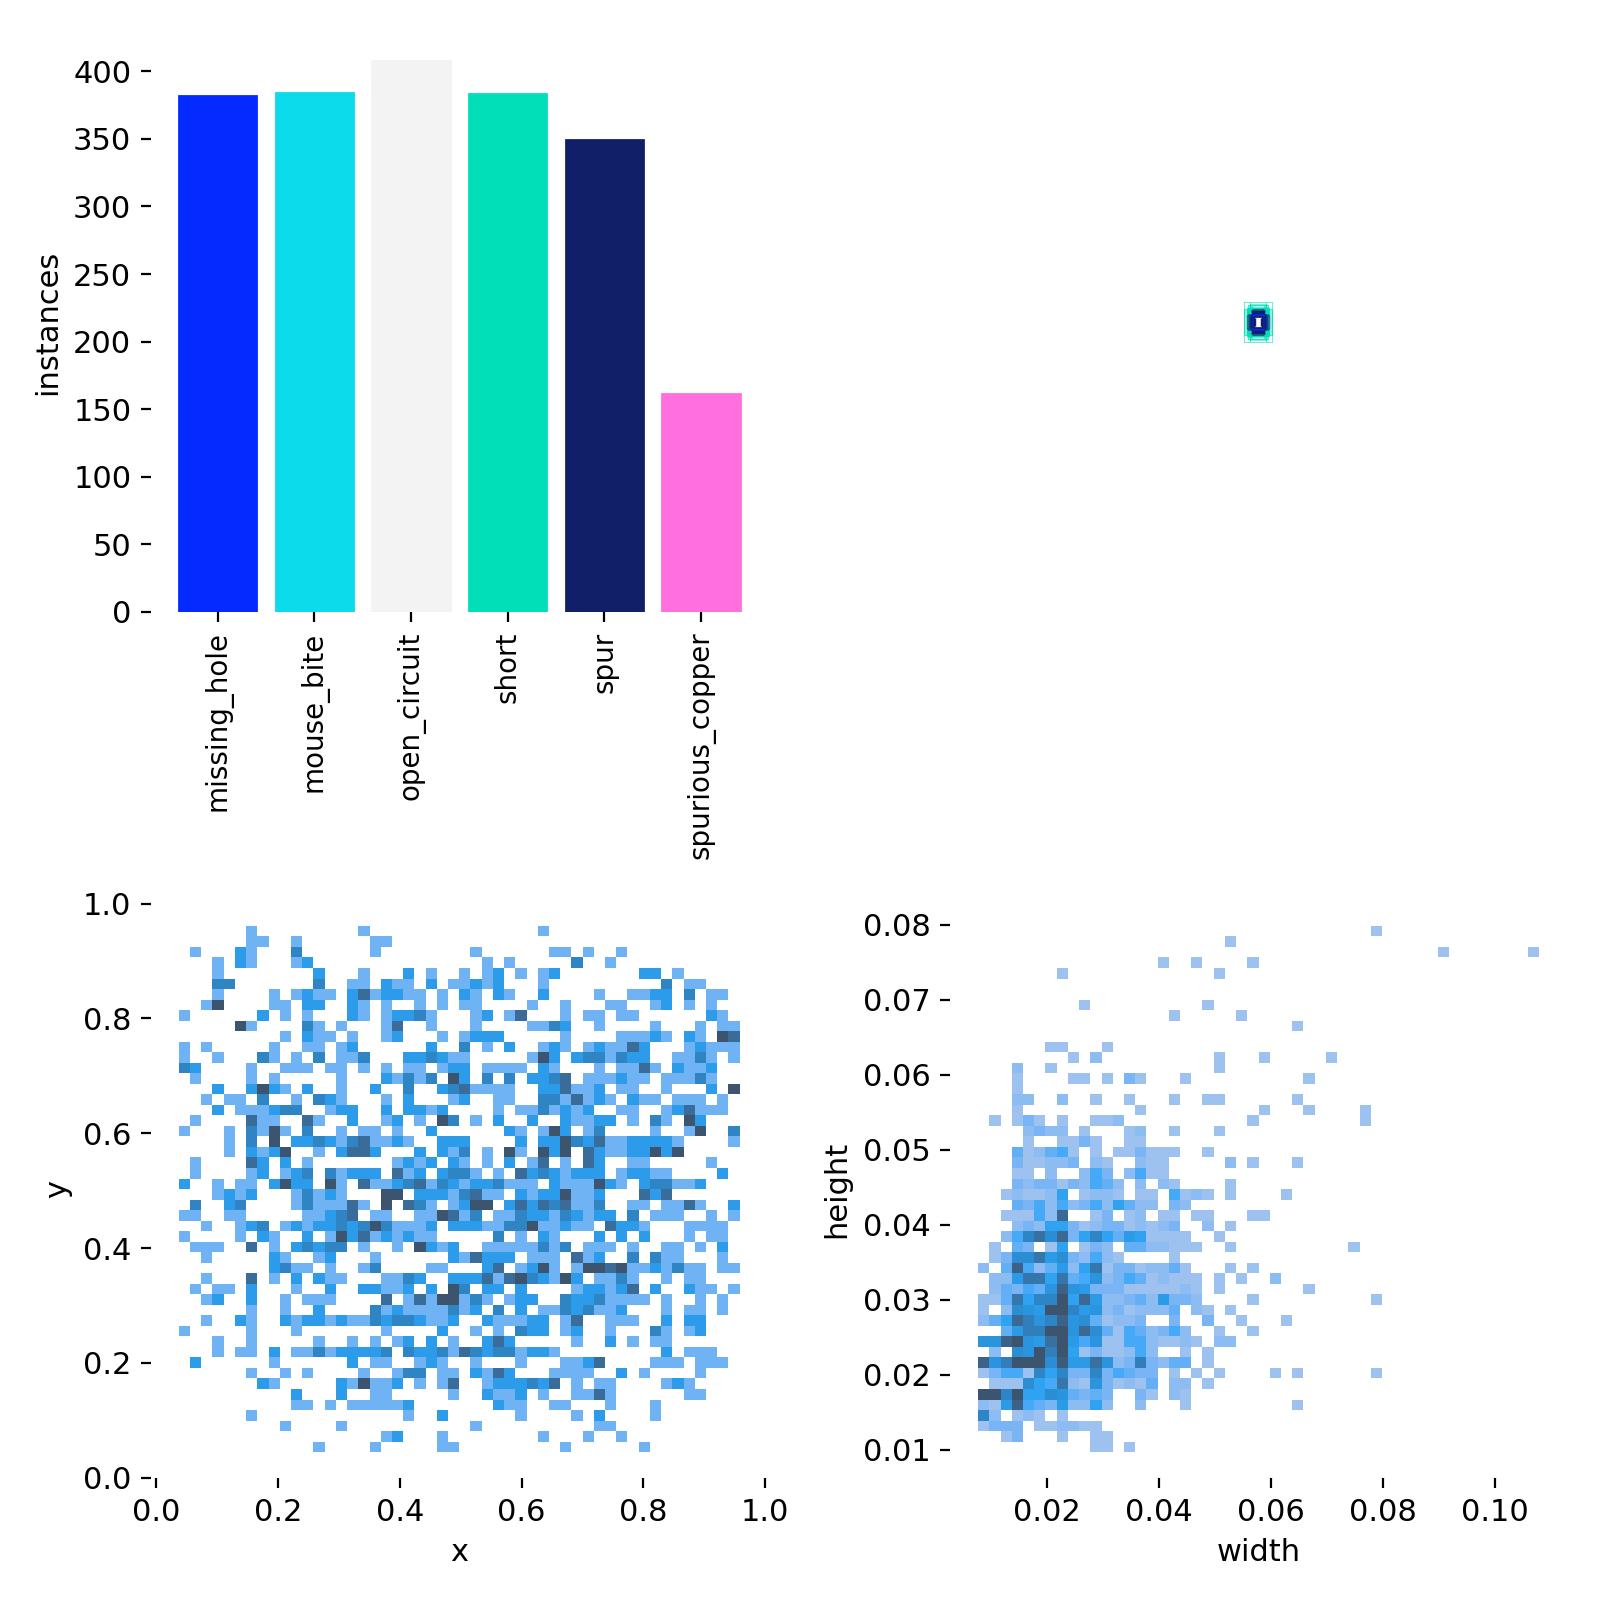 400
350
300
250
200
150
100
50
0
instances
missing_hole
mouse_bite
open_circuit
short
spur
spurious_copper
1.0
0.8
0.6
0.4
0.2
0.0
y
0.0 0.2 0.4 0.6 0.8 1.0
x
0.08
0.07
0.06
0.05
0.04
0.03
0.02
0.01
height
0.02 0.04 0.06 0.08 0.10
width